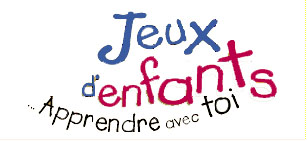 Jeux
d'enfants
... Apprendre avec toi